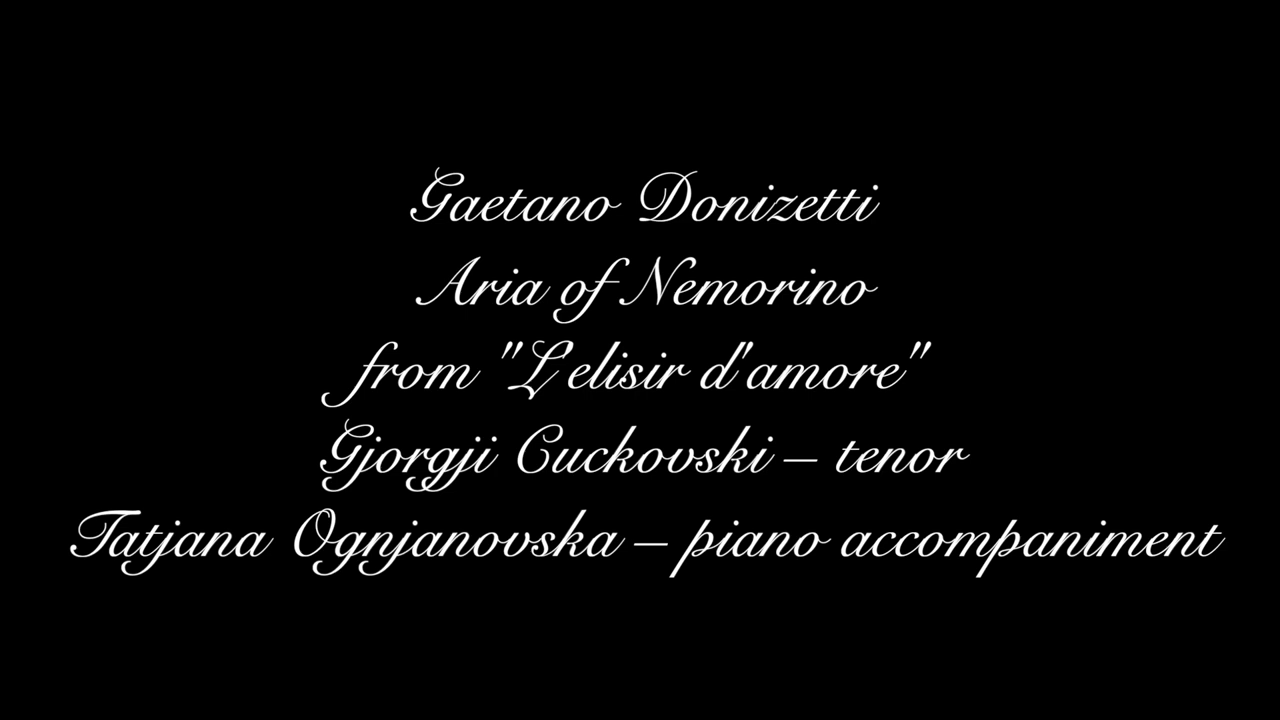 Gaetano Donizetti
Aria of Nemorino
from "L'elisir d'amore"
Gjorgji Cuckovski – tenor
Tatjana Ognjanovska – piano accompaniment